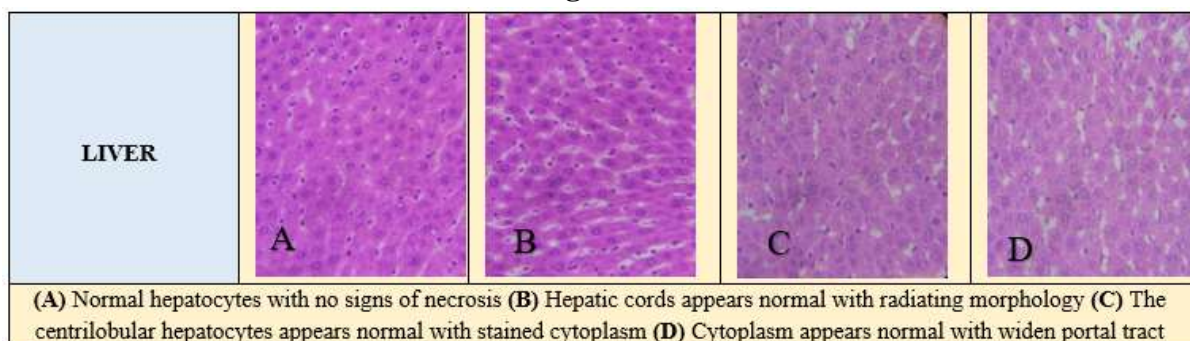 LIVER
A
B
C
D
(A) Normal hepatocytes with no signs of necrosis (B) Hepatic cords appears normal with radiating morphology (C) The
centrilobular hepatocytes appears normal with stained cytoplasm (D) Cytoplasm appears normal with widen portal tract